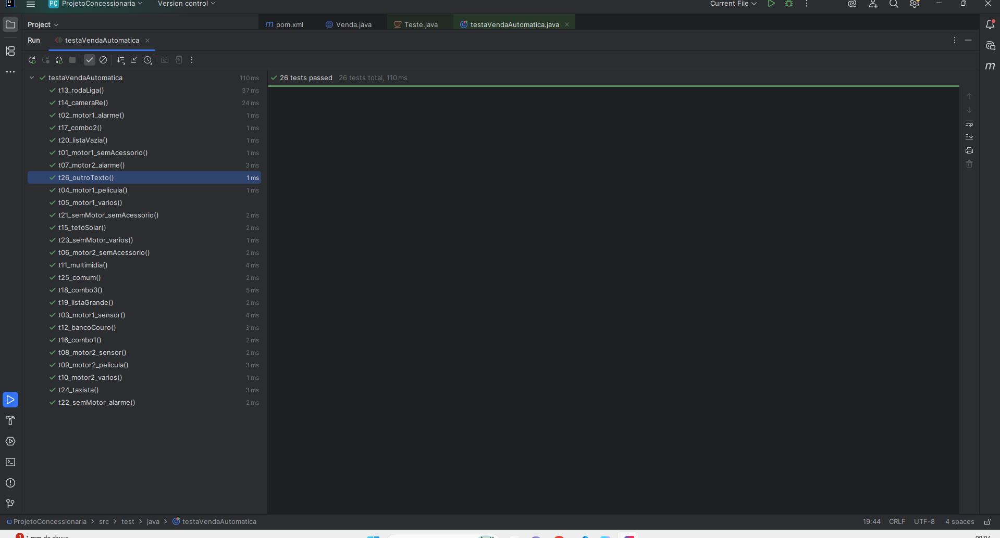 PC ProjetoConcessionaria Version control Current File
Project
m pom.xml Venda.java Teste.java testaVendaAutomatica.java
Run testaVendaAutomatica
testaVendaAutomatica 110 ms
26 tests passed 26 tests total, 110 ms
t13_rodaLiga() 37 ms
t14_cameraRe() 24 ms
t02_motor1_alarme() 1 ms
t17_combo2() 1 ms
t20_listaVazia() 1 ms
t01_motor1_semAcessorio() 1 ms
t07_motor2_alarme() 3 ms
t26_outroTexto() 1 ms
t04_motor1_pelicula() 1 ms
t05_motor1_varios()
t21_semMotor_semAcessorio() 2 ms
t15_tetoSolar() 2 ms
t23_semMotor_varios() 1 ms
t06_motor2_semAcessorio() 2 ms
t11_multimidia() 4 ms
t25_comum() 2 ms
t18_combo3() 5 ms
t19_listaGrande() 2 ms
t03_motor1_sensor() 4 ms
t12_bancoCouro() 3 ms
t16_combo1() 2 ms
t08_motor2_sensor() 2 ms
t09_motor2_pelicula() 3 ms
t10_motor2_varios() 1 ms
t24_taxista() 3 ms
t22_semMotor_alarme() 2 ms
ProjetoConcessionaria > src > test > java > testaVendaAutomatica 19:44 CRLF UTF-8 4 spaces
1 1 mm de chuva